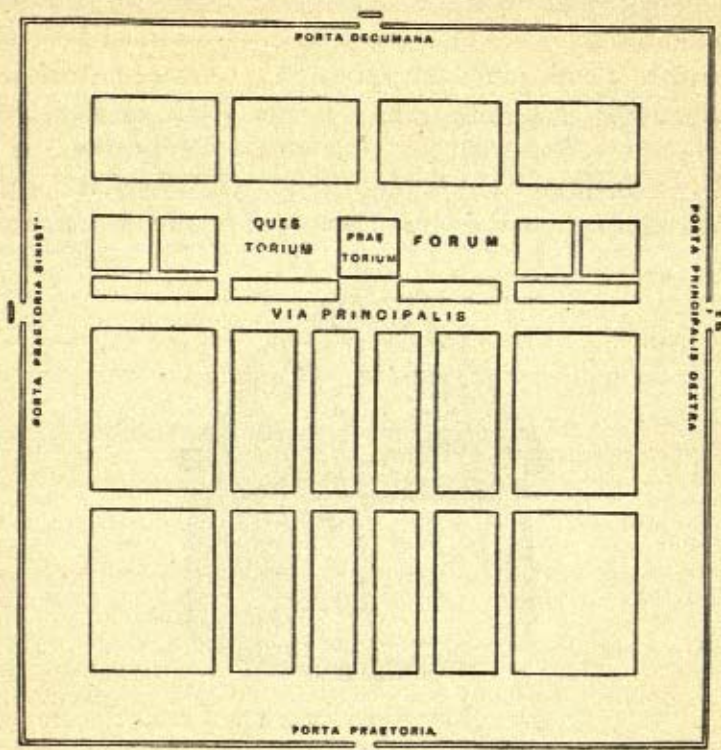 PORTA DECUMANA
PORTA PRAETORIA SINIST'
QUES
TORIUM
PRAE
TORIUM
FORUM
PORTA PRINCIPALIS DEXTRA
VIA PRINCIPALIS
PORTA PRAETORIA.